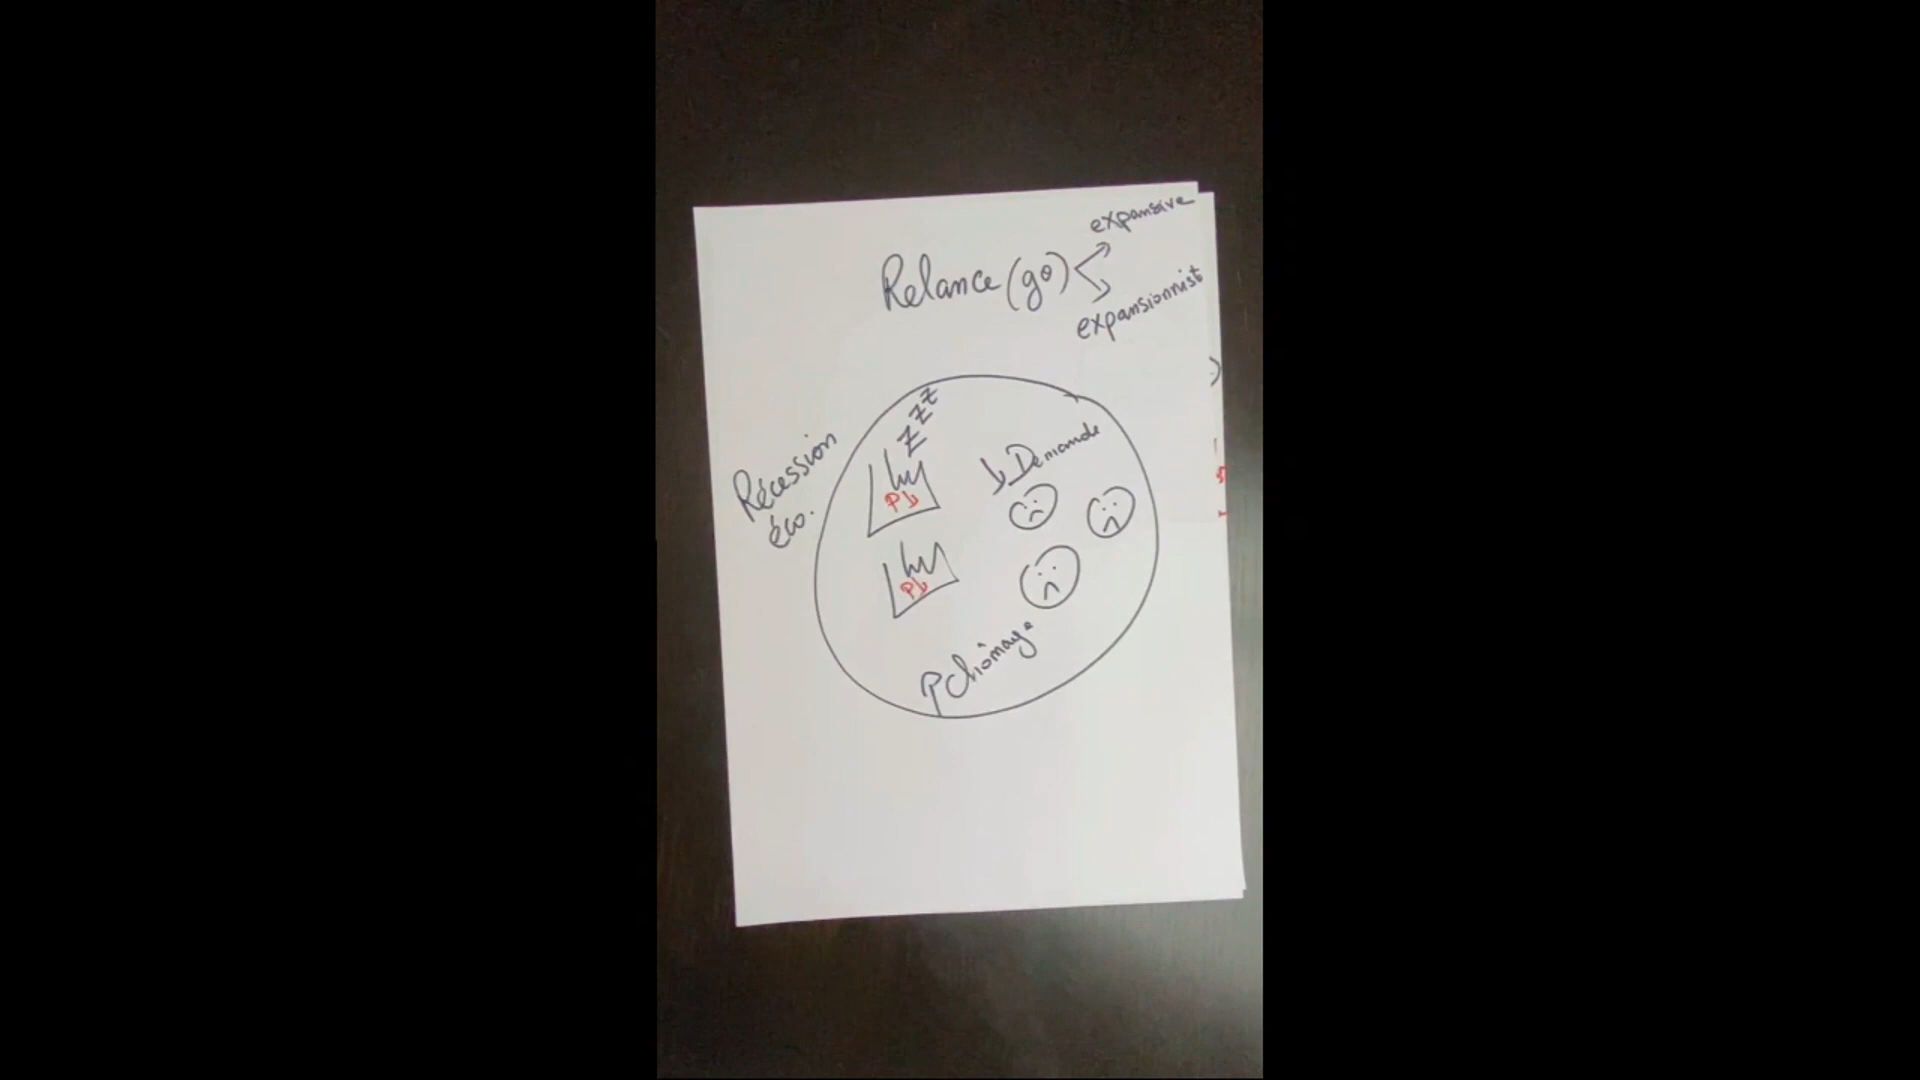 expansive
Relance (go)
expansionnist
Récession
éco.
z z z
↓ Demande
P↓
P↓
↑ chômage